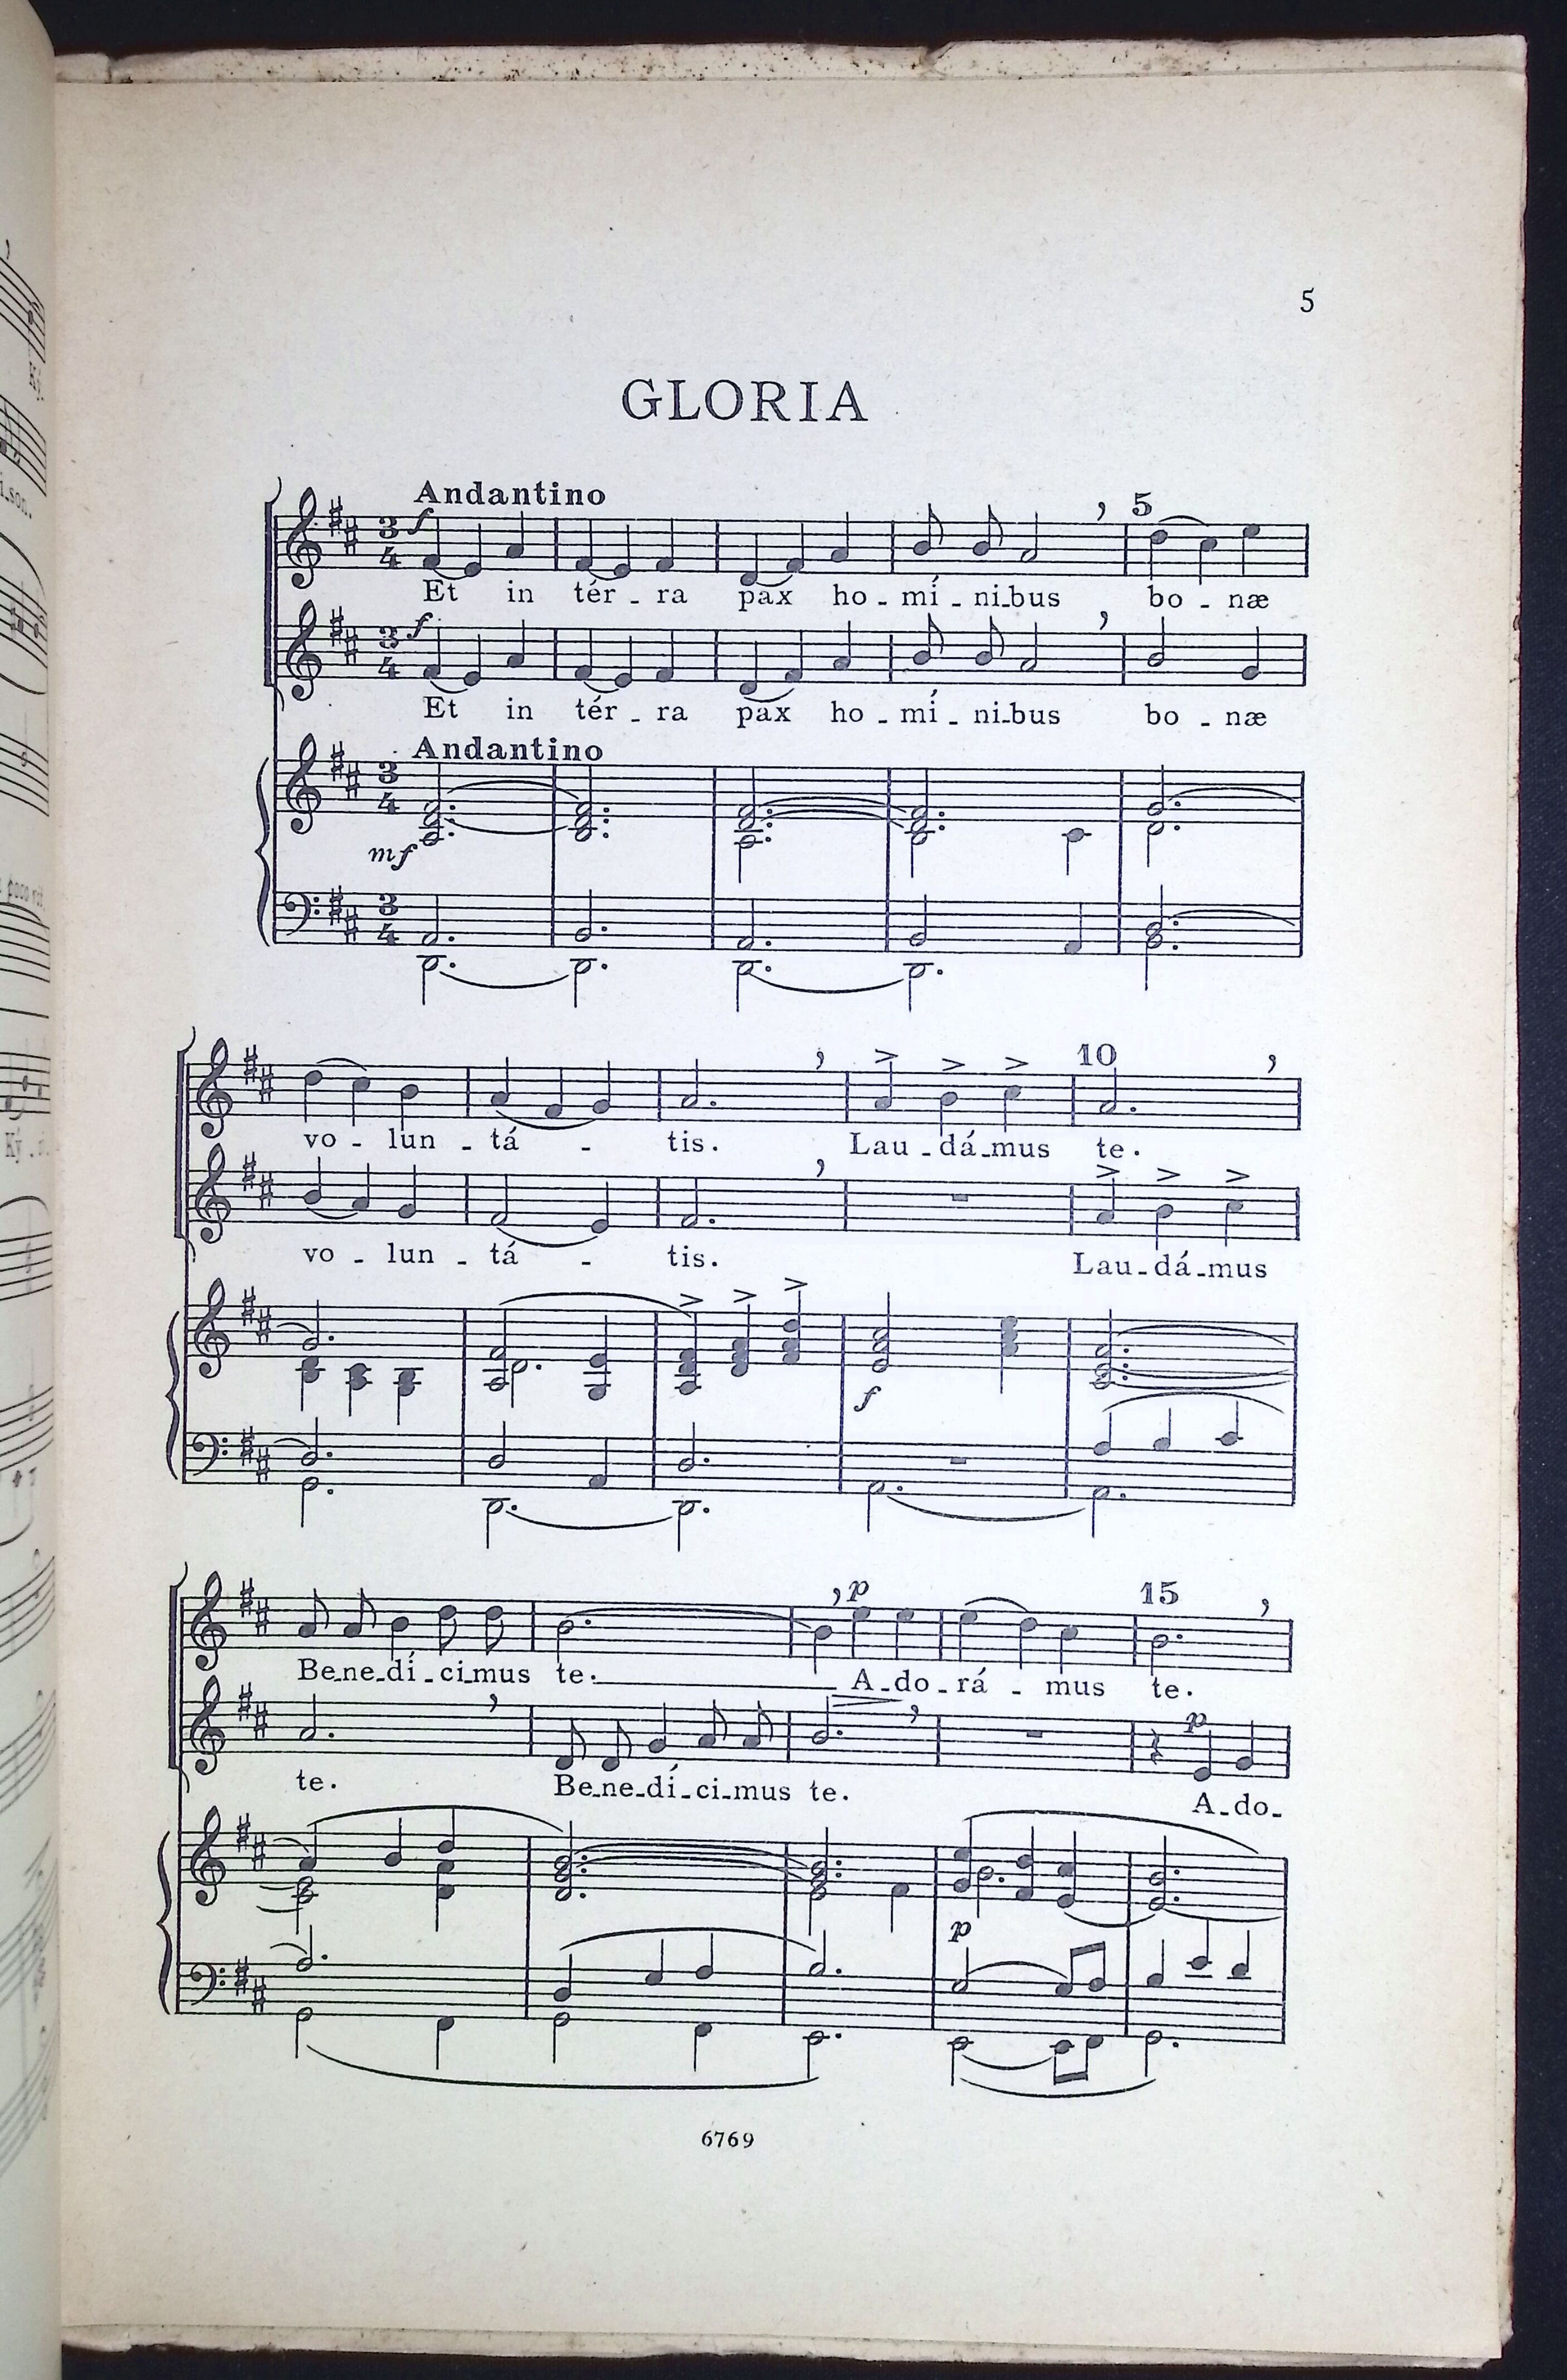 5
GLORIA
Andantino
f
5
Et in tér - ra pax ho - mí - ni-bus bo - næ
f
Et in tér - ra pax ho - mí - ni-bus bo - næ
Andantino
mf
10
vo - lun - tá - tis. Lau - dá-mus te.
vo - lun - tá - tis. Lau-dá-mus
f
p
15
Be-ne-dí-ci-mus te. A-do-rá - mus te.
p
te. Be-ne-dí-ci-mus te. A-do-
p
6769